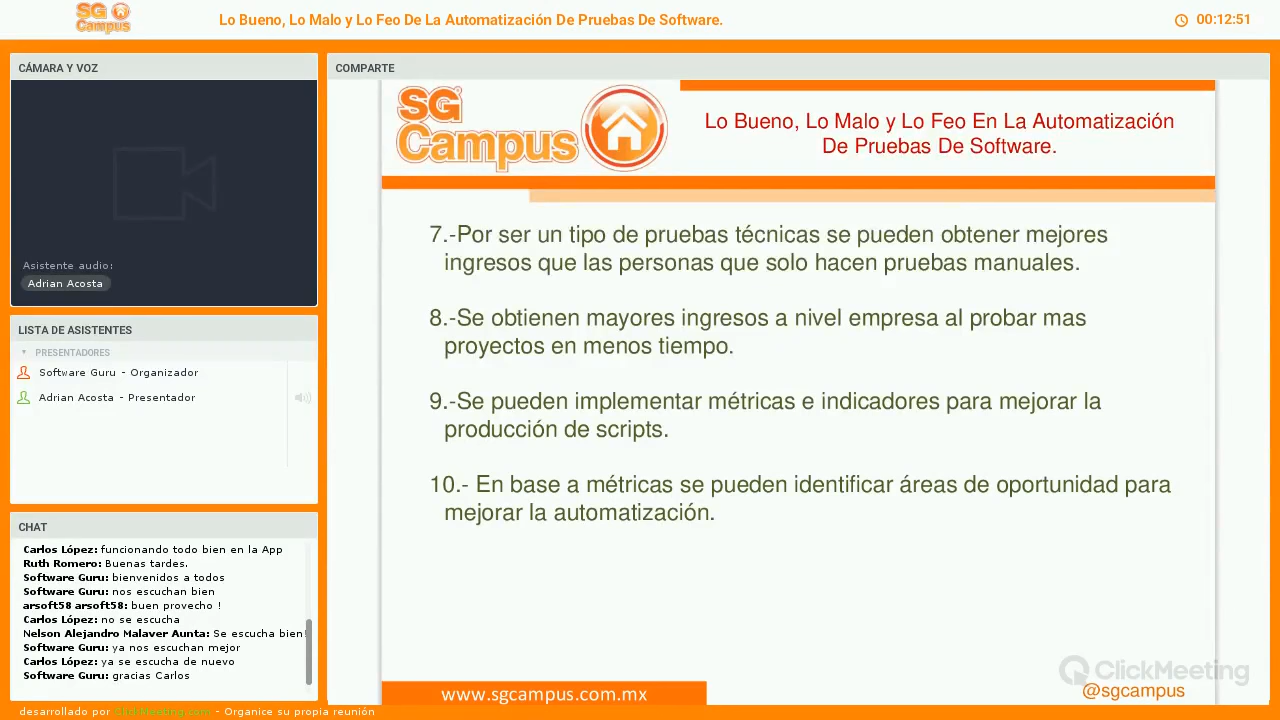 SG
Campus
Lo Bueno, Lo Malo y Lo Feo De La Automatización De Pruebas De Software.
00:12:51
CÁMARA Y VOZ
Asistente audio:
Adrian Acosta
LISTA DE ASISTENTES
PRESENTADORES
Software Guru - Organizador
Adrian Acosta - Presentador
CHAT
Carlos López: funcionando todo bien en la App
Ruth Romero: Buenas tardes.
Software Guru: bienvenidos a todos
Software Guru: nos escuchan bien
arsoft58 arsoft58: buen provecho !
Carlos López: no se escucha
Nelson Alejandro Malaver Aunta: Se escucha bien!
Software Guru: ya nos escuchan mejor
Carlos López: ya se escucha de nuevo
Software Guru: gracias Carlos
COMPARTE
SG
Campus
Lo Bueno, Lo Malo y Lo Feo En La Automatización
De Pruebas De Software.
7.-Por ser un tipo de pruebas técnicas se pueden obtener mejores
ingresos que las personas que solo hacen pruebas manuales.
8.-Se obtienen mayores ingresos a nivel empresa al probar mas
proyectos en menos tiempo.
9.-Se pueden implementar métricas e indicadores para mejorar la
producción de scripts.
10.- En base a métricas se pueden identificar áreas de oportunidad para
mejorar la automatización.
www.sgcampus.com.mx
ClickMeeting
@sgcampus
desarrollado por ClickMeeting.com - Organice su propia reunión